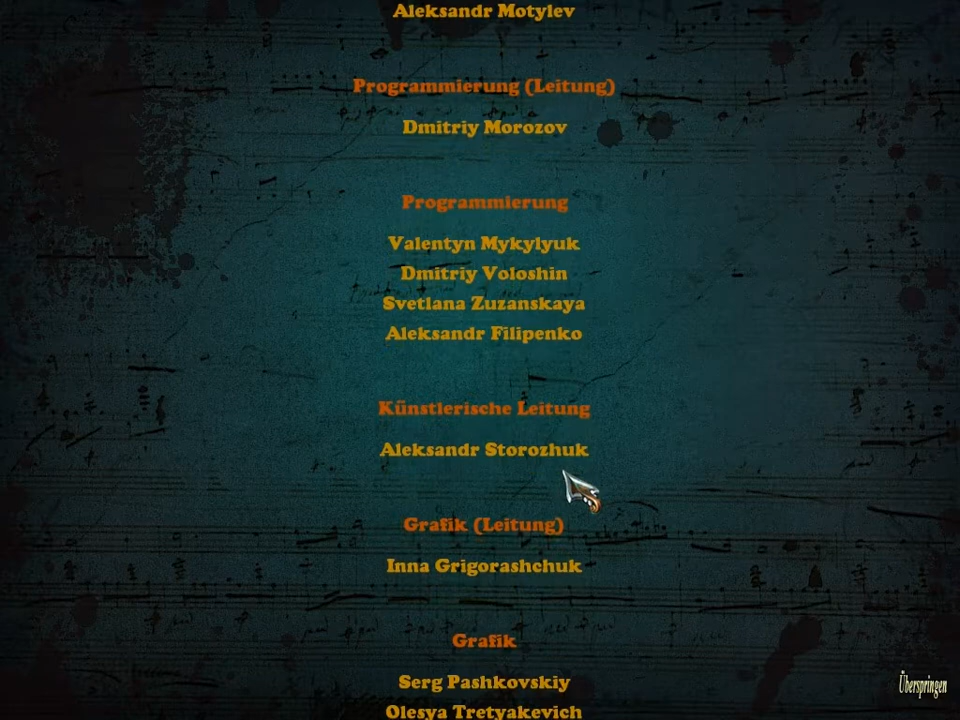 Aleksandr Motylev
Programmierung (Leitung)
Dmitriy Morozov
Programmierung
Valentyn Mykylyuk
Dmitriy Voloshin
Svetlana Zuzanskaya
Aleksandr Filipenko
Künstlerische Leitung
Aleksandr Storozhuk
Grafik (Leitung)
Inna Grigorashchuk
Grafik
Serg Pashkovskiy
Überspringen
Olesya Tretyakevich